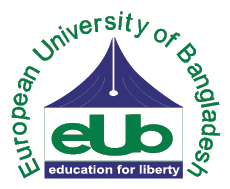 European University of Bangladesh
eUb
education for liberty